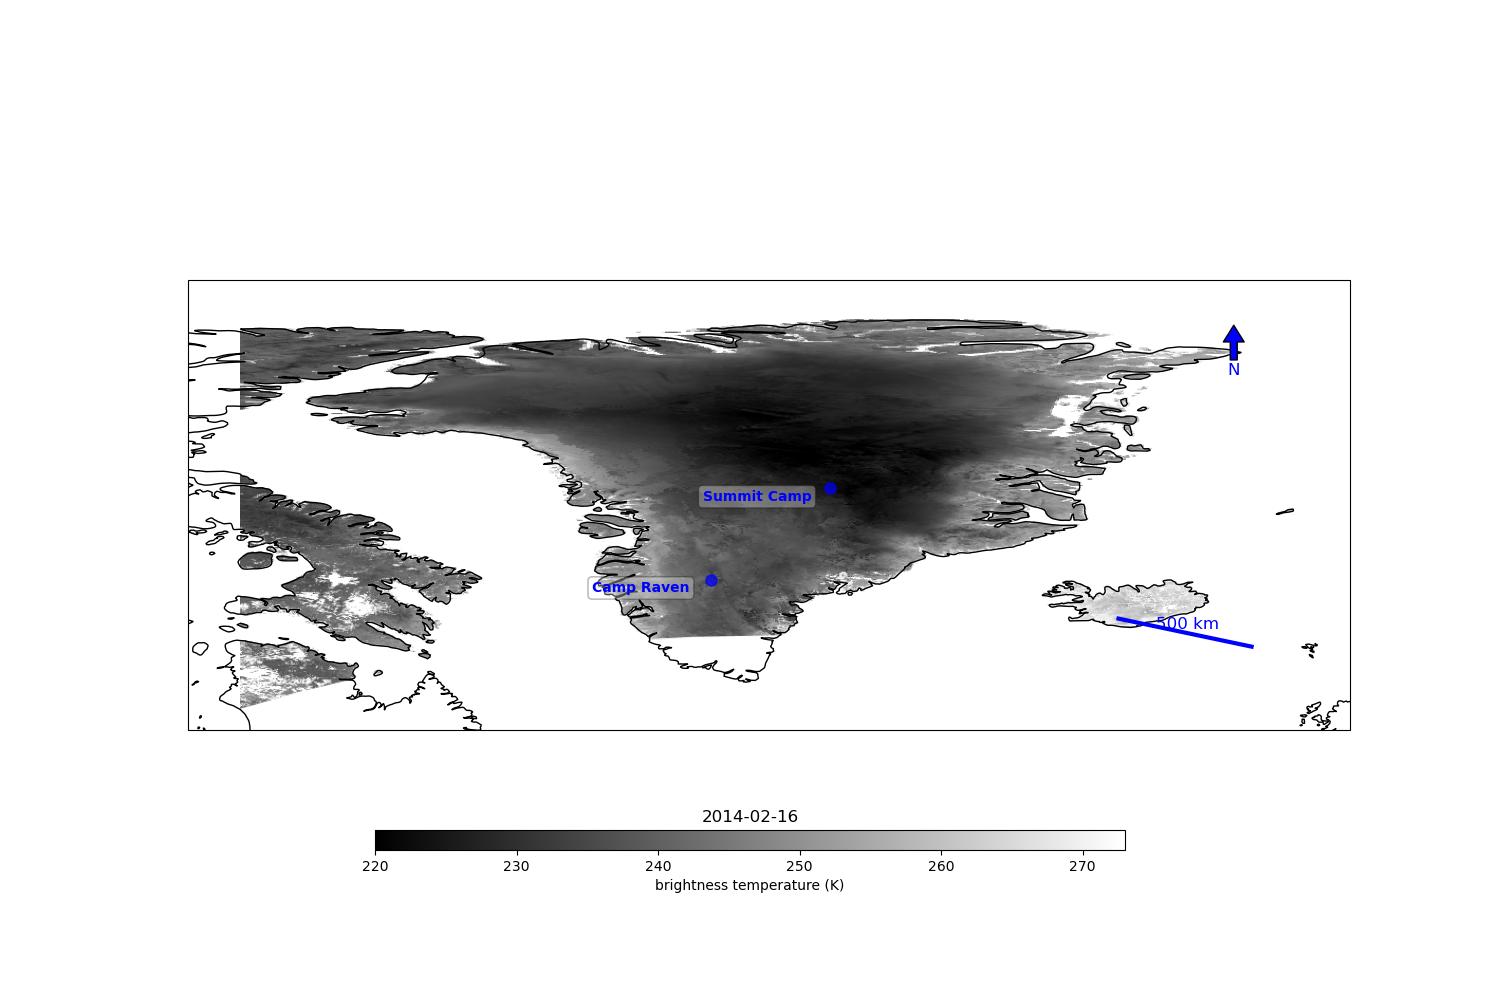 N
Summit Camp
Camp Raven
500 km
2014-02-16
220 230 240 250 260 270
brightness temperature (K)